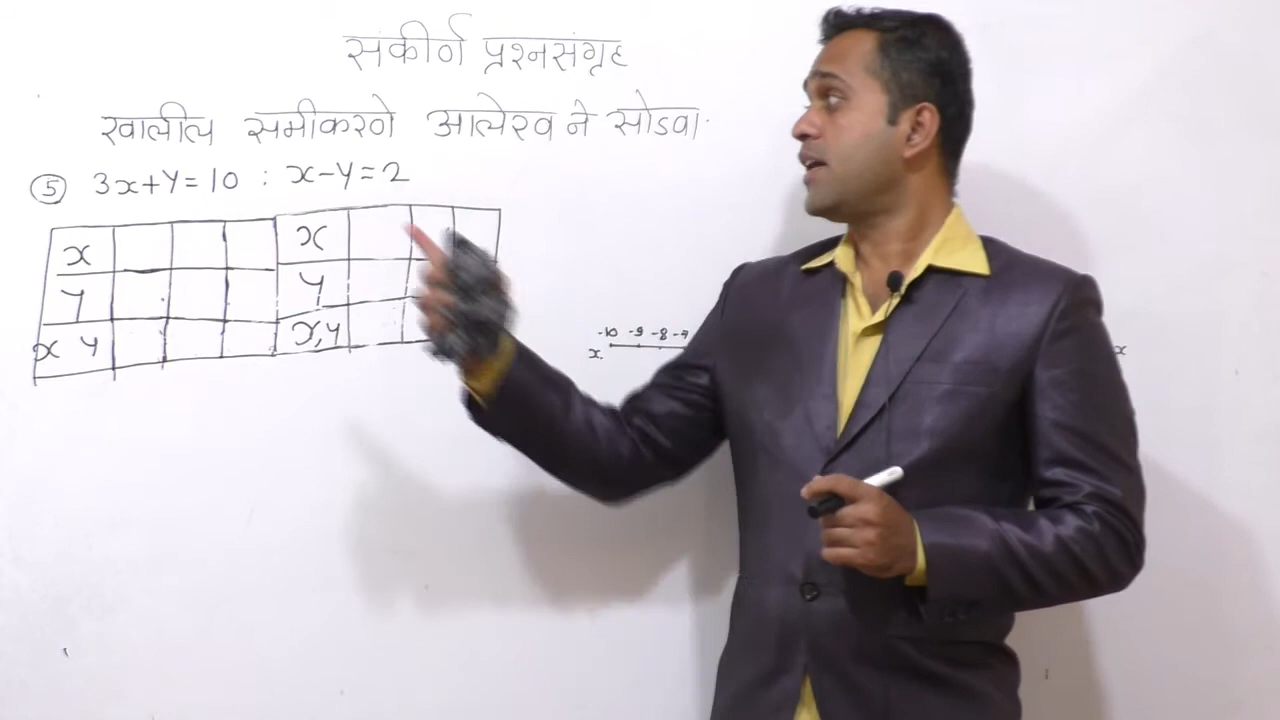 संकीर्ण प्रश्नसंग्रह
खालील समीकरणे आलेख ने सोडवा.
⑤ 3x+y=10 : x-y=2
x x
y y
x y x,y
-10 -9 -8 -7
x x